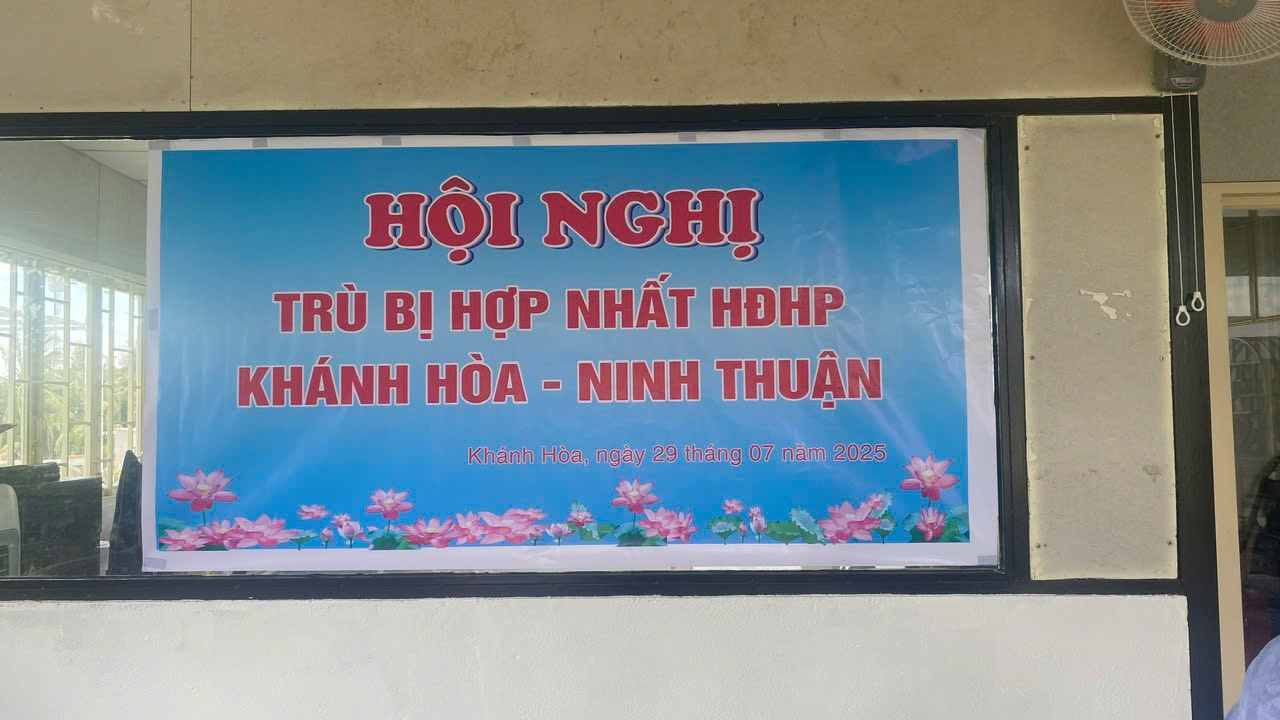 HỘI NGHỊ
TRÙ BỊ HỢP NHẤT HĐHP
KHÁNH HÒA - NINH THUẬN
Khánh Hòa, ngày 29 tháng 07 năm 2025